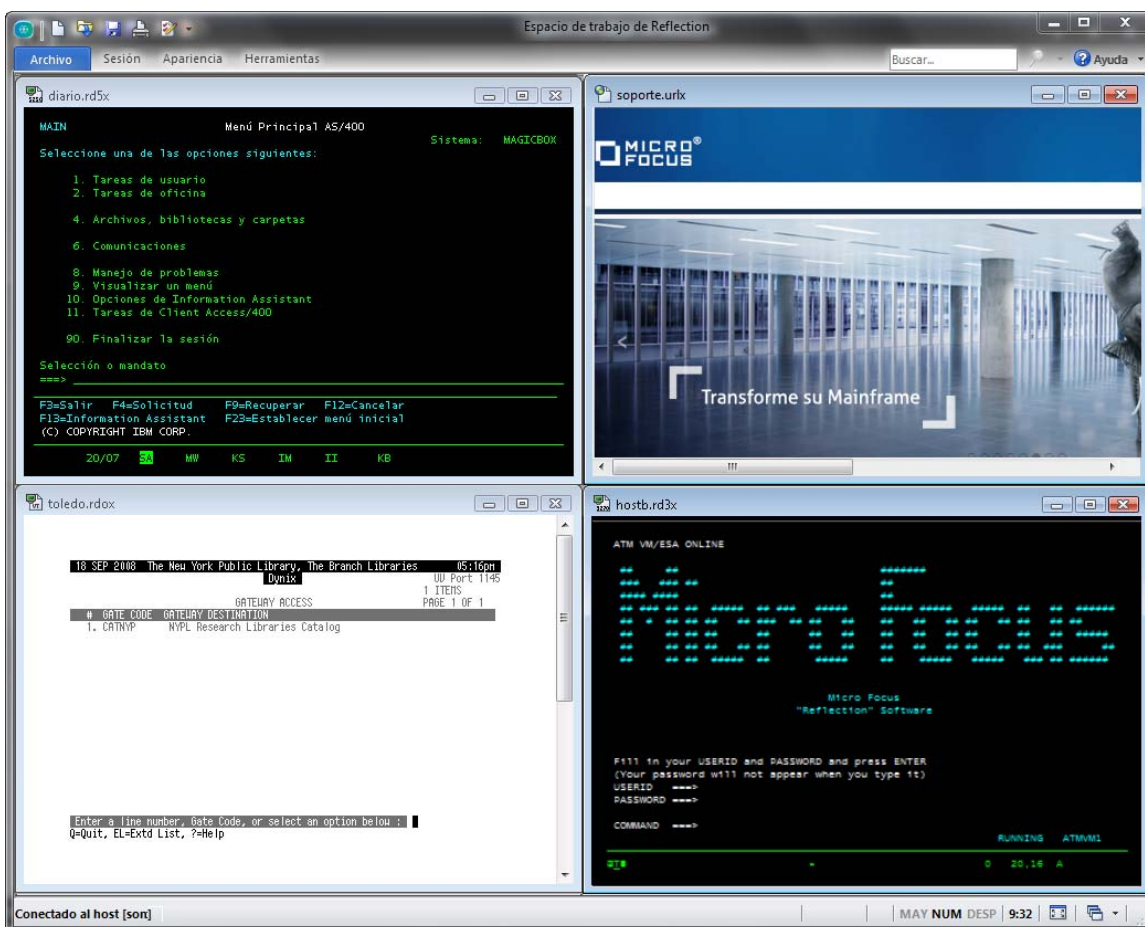 Espacio de trabajo de Reflection
Archivo Sesión Apariencia Herramientas Buscar... Ayuda
diario.rd5x
MAIN Menú Principal AS/400
Sistema: MAGICBOX
Seleccione una de las opciones siguientes:
1. Tareas de usuario
2. Tareas de oficina
4. Archivos, bibliotecas y carpetas
6. Comunicaciones
8. Manejo de problemas
9. Visualizar un menú
10. Opciones de Information Assistant
11. Tareas de Client Access/400
90. Finalizar la sesión
Selección o mandato
===>
F3=Salir F4=Solicitud F9=Recuperar F12=Cancelar
F13=Information Assistant F23=Establecer menú inicial
(C) COPYRIGHT IBM CORP.
20/07 SA MW KS IM II KB
soporte.urlx
MICRO®
FOCUS
Transforme su Mainframe
toledo.rdox
18 SEP 2008 The New York Public Library, The Branch Libraries 05:16pm
Dynix UV Port 1145
1 ITEMS
GATEWAY ACCESS PAGE 1 OF 1
# GATE CODE GATEWAY DESTINATION
1. CATNYP NYPL Research Libraries Catalog
Enter a line number, Gate Code, or select an option below :
Q=Quit, EL=Extd List, ?=Help
hostb.rd3x
ATM VM/ESA ONLINE
Micro Focus
Micro Focus
"Reflection" Software
Fill in your USERID and PASSWORD and press ENTER
(Your password will not appear when you type it)
USERID ===>
PASSWORD ===>
COMMAND ===>
RUNNING ATMVM1
0 20,16 A
Conectado al host [son] MAY NUM DESP 9:32